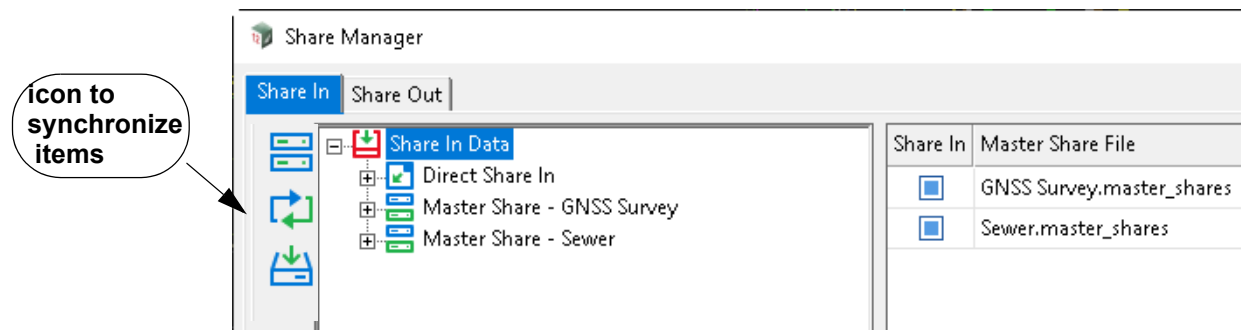 Share Manager
Share In
Share Out
icon to
synchronize
items
Share In Data
Direct Share In
Master Share - GNSS Survey
Master Share - Sewer
Share In
Master Share File
GNSS Survey.master_shares
Sewer.master_shares